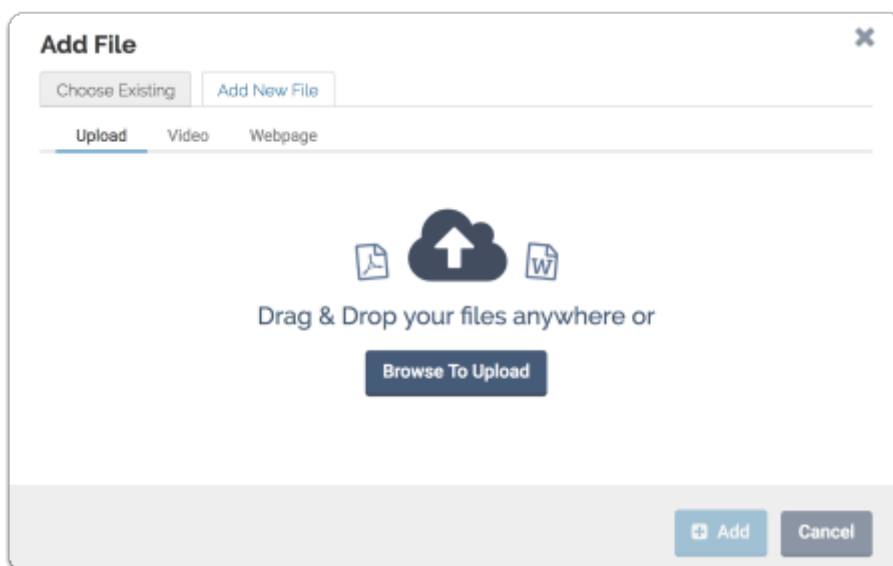 Add File
Choose Existing
Add New File
Upload
Video
Webpage
W
Drag & Drop your files anywhere or
Browse To Upload
Add
Cancel